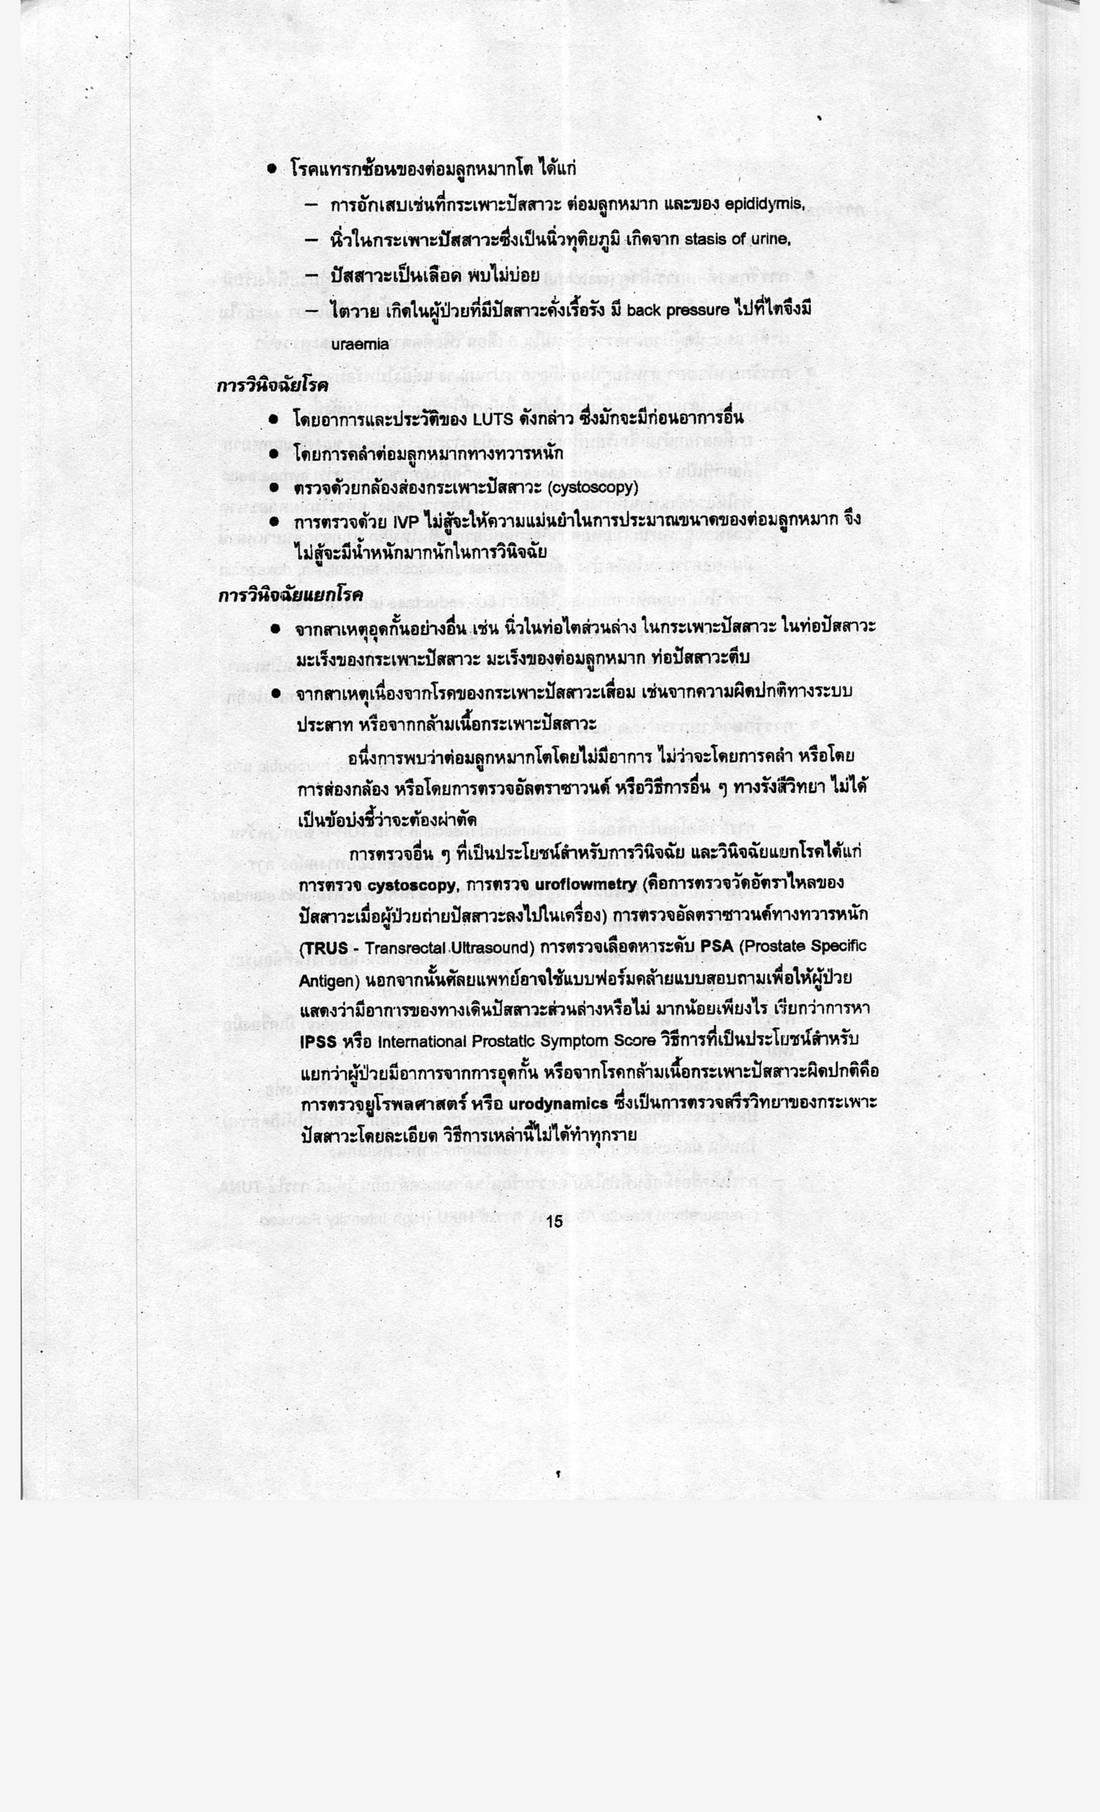 ● โรคแทรกซ้อนของต่อมลูกหมากโต ได้แก่
– การอักเสบเช่นที่กระเพาะปัสสาวะ ต่อมลูกหมาก และของ epididymis,
– นิ่วในกระเพาะปัสสาวะซึ่งเป็นนิ่วทุติยภูมิ เกิดจาก stasis of urine,
– ปัสสาวะเป็นเลือด พบไม่บ่อย
– ไตวาย เกิดในผู้ป่วยที่มีปัสสาวะคั่งเรื้อรัง มี back pressure ไปที่ไตจึงมี
uraemia
การวินิจฉัยโรค
● โดยอาการและประวัติของ LUTS ดังกล่าว ซึ่งมักจะมีก่อนอาการอื่น
● โดยการคลำต่อมลูกหมากทางทวารหนัก
● ตรวจด้วยกล้องส่องกระเพาะปัสสาวะ (cystoscopy)
● การตรวจด้วย IVP ไม่สู้จะให้ความแม่นยำในการประมาณขนาดของต่อมลูกหมาก จึง
ไม่สู้จะมีน้ำหนักมากนักในการวินิจฉัย
การวินิจฉัยแยกโรค
● จากสาเหตุอุดกั้นอย่างอื่น เช่น นิ่วในท่อไตส่วนล่าง ในกระเพาะปัสสาวะ ในท่อปัสสาวะ
มะเร็งของกระเพาะปัสสาวะ มะเร็งของต่อมลูกหมาก ท่อปัสสาวะตีบ
● จากสาเหตุเนื่องจากโรคของกระเพาะปัสสาวะเสื่อม เช่นจากความผิดปกติทางระบบ
ประสาท หรือจากกล้ามเนื้อกระเพาะปัสสาวะ
อนึ่งการพบว่าต่อมลูกหมากโตโดยไม่มีอาการ ไม่ว่าจะโดยการคลำ หรือโดย
การส่องกล้อง หรือโดยการตรวจอัลตราซาวนด์ หรือวิธีการอื่น ๆ ทางรังสีวิทยา ไม่ได้
เป็นข้อบ่งชี้ว่าจะต้องผ่าตัด
การตรวจอื่น ๆ ที่เป็นประโยชน์สำหรับการวินิจฉัย และวินิจฉัยแยกโรคได้แก่
การตรวจ cystoscopy, การตรวจ uroflowmetry (คือการตรวจวัดอัตราไหลของ
ปัสสาวะเมื่อผู้ป่วยถ่ายปัสสาวะลงไปในเครื่อง) การตรวจอัลตราซาวนด์ทางทวารหนัก
(TRUS - Transrectal Ultrasound) การตรวจเลือดหาระดับ PSA (Prostate Specific
Antigen) นอกจากนั้นศัลยแพทย์อาจใช้แบบฟอร์มคล้ายแบบสอบถามเพื่อให้ผู้ป่วย
แสดงว่ามีอาการของทางเดินปัสสาวะส่วนล่างหรือไม่ มากน้อยเพียงไร เรียกว่าการหา
IPSS หรือ International Prostatic Symptom Score วิธีการที่เป็นประโยชน์สำหรับ
แยกว่าผู้ป่วยมีอาการจากการอุดกั้น หรือจากโรคกล้ามเนื้อกระเพาะปัสสาวะผิดปกติคือ
การตรวจยูโรพลศาสตร์ หรือ urodynamics ซึ่งเป็นการตรวจสรีรวิทยาของกระเพาะ
ปัสสาวะโดยละเอียด วิธีการเหล่านี้ไม่ได้ทำทุกราย
15